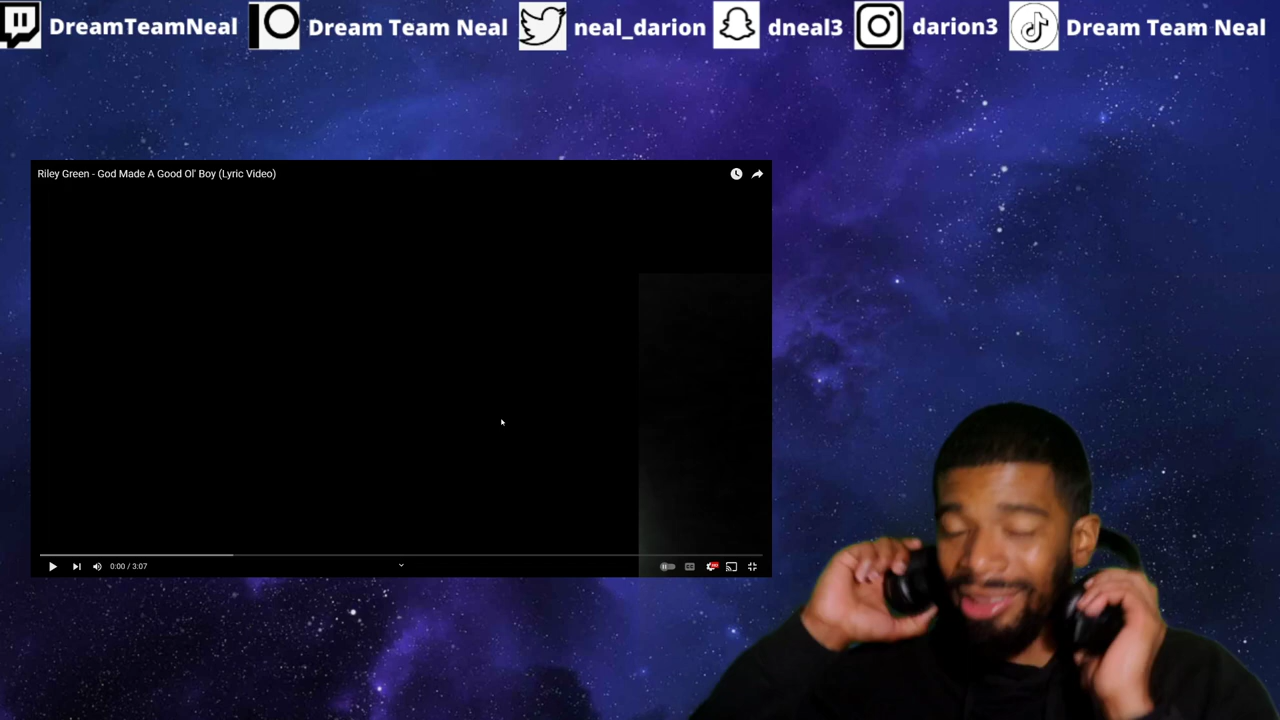 DreamTeamNeal Dream Team Neal neal_darion dneal3 darion3 Dream Team Neal
Riley Green - God Made A Good Ol' Boy (Lyric Video)
0:00 / 3:07